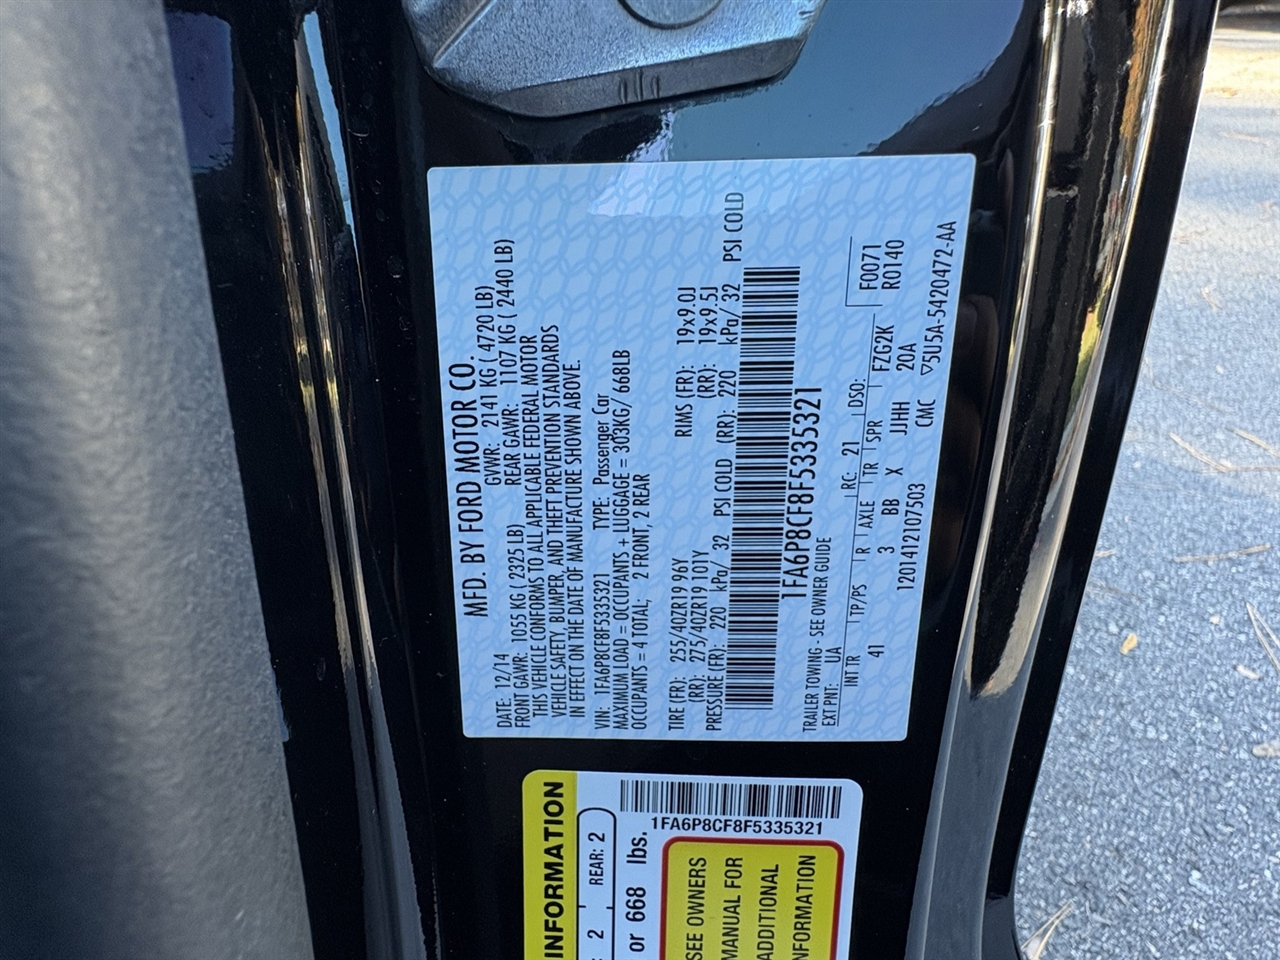 MFD. BY FORD MOTOR CO.
DATE: 12/14 GVWR: 2141 KG ( 4720 LB)
FRONT GAWR: 1055 KG ( 2325 LB) REAR GAWR: 1107 KG ( 2440 LB)
THIS VEHICLE CONFORMS TO ALL APPLICABLE FEDERAL MOTOR
VEHICLE SAFETY, BUMPER, AND THEFT PREVENTION STANDARDS
IN EFFECT ON THE DATE OF MANUFACTURE SHOWN ABOVE.
VIN: 1FA6P8CF8F5335321 TYPE: Passenger Car
MAXIMUM LOAD = OCCUPANTS + LUGGAGE = 303KG/ 668LB
OCCUPANTS = 4 TOTAL; 2 FRONT, 2 REAR
TIRE (FR): 255/40ZR19 96Y RIMS (FR): 19x9.0J
(RR): 275/40ZR19 101Y (RR): 19x9.5J
PRESSURE (FR): 220 kPa/ 32 PSI COLD (RR): 220 kPa/ 32 PSI COLD
1FA6P8CF8F5335321
TRAILER TOWING - SEE OWNER GUIDE
EXT PNT: UA RC: 21 DSO: F0071
INT TR TP/PS R AXLE TR SPR R0140
41 3 BB X FZG2K
JJHH 20A
1201412107503 CMC ▽5U5A-5420472-AA
INFORMATION
2 REAR: 2
or 668 lbs.
1FA6P8CF8F5335321
SEE OWNERS
MANUAL FOR
ADDITIONAL
INFORMATION